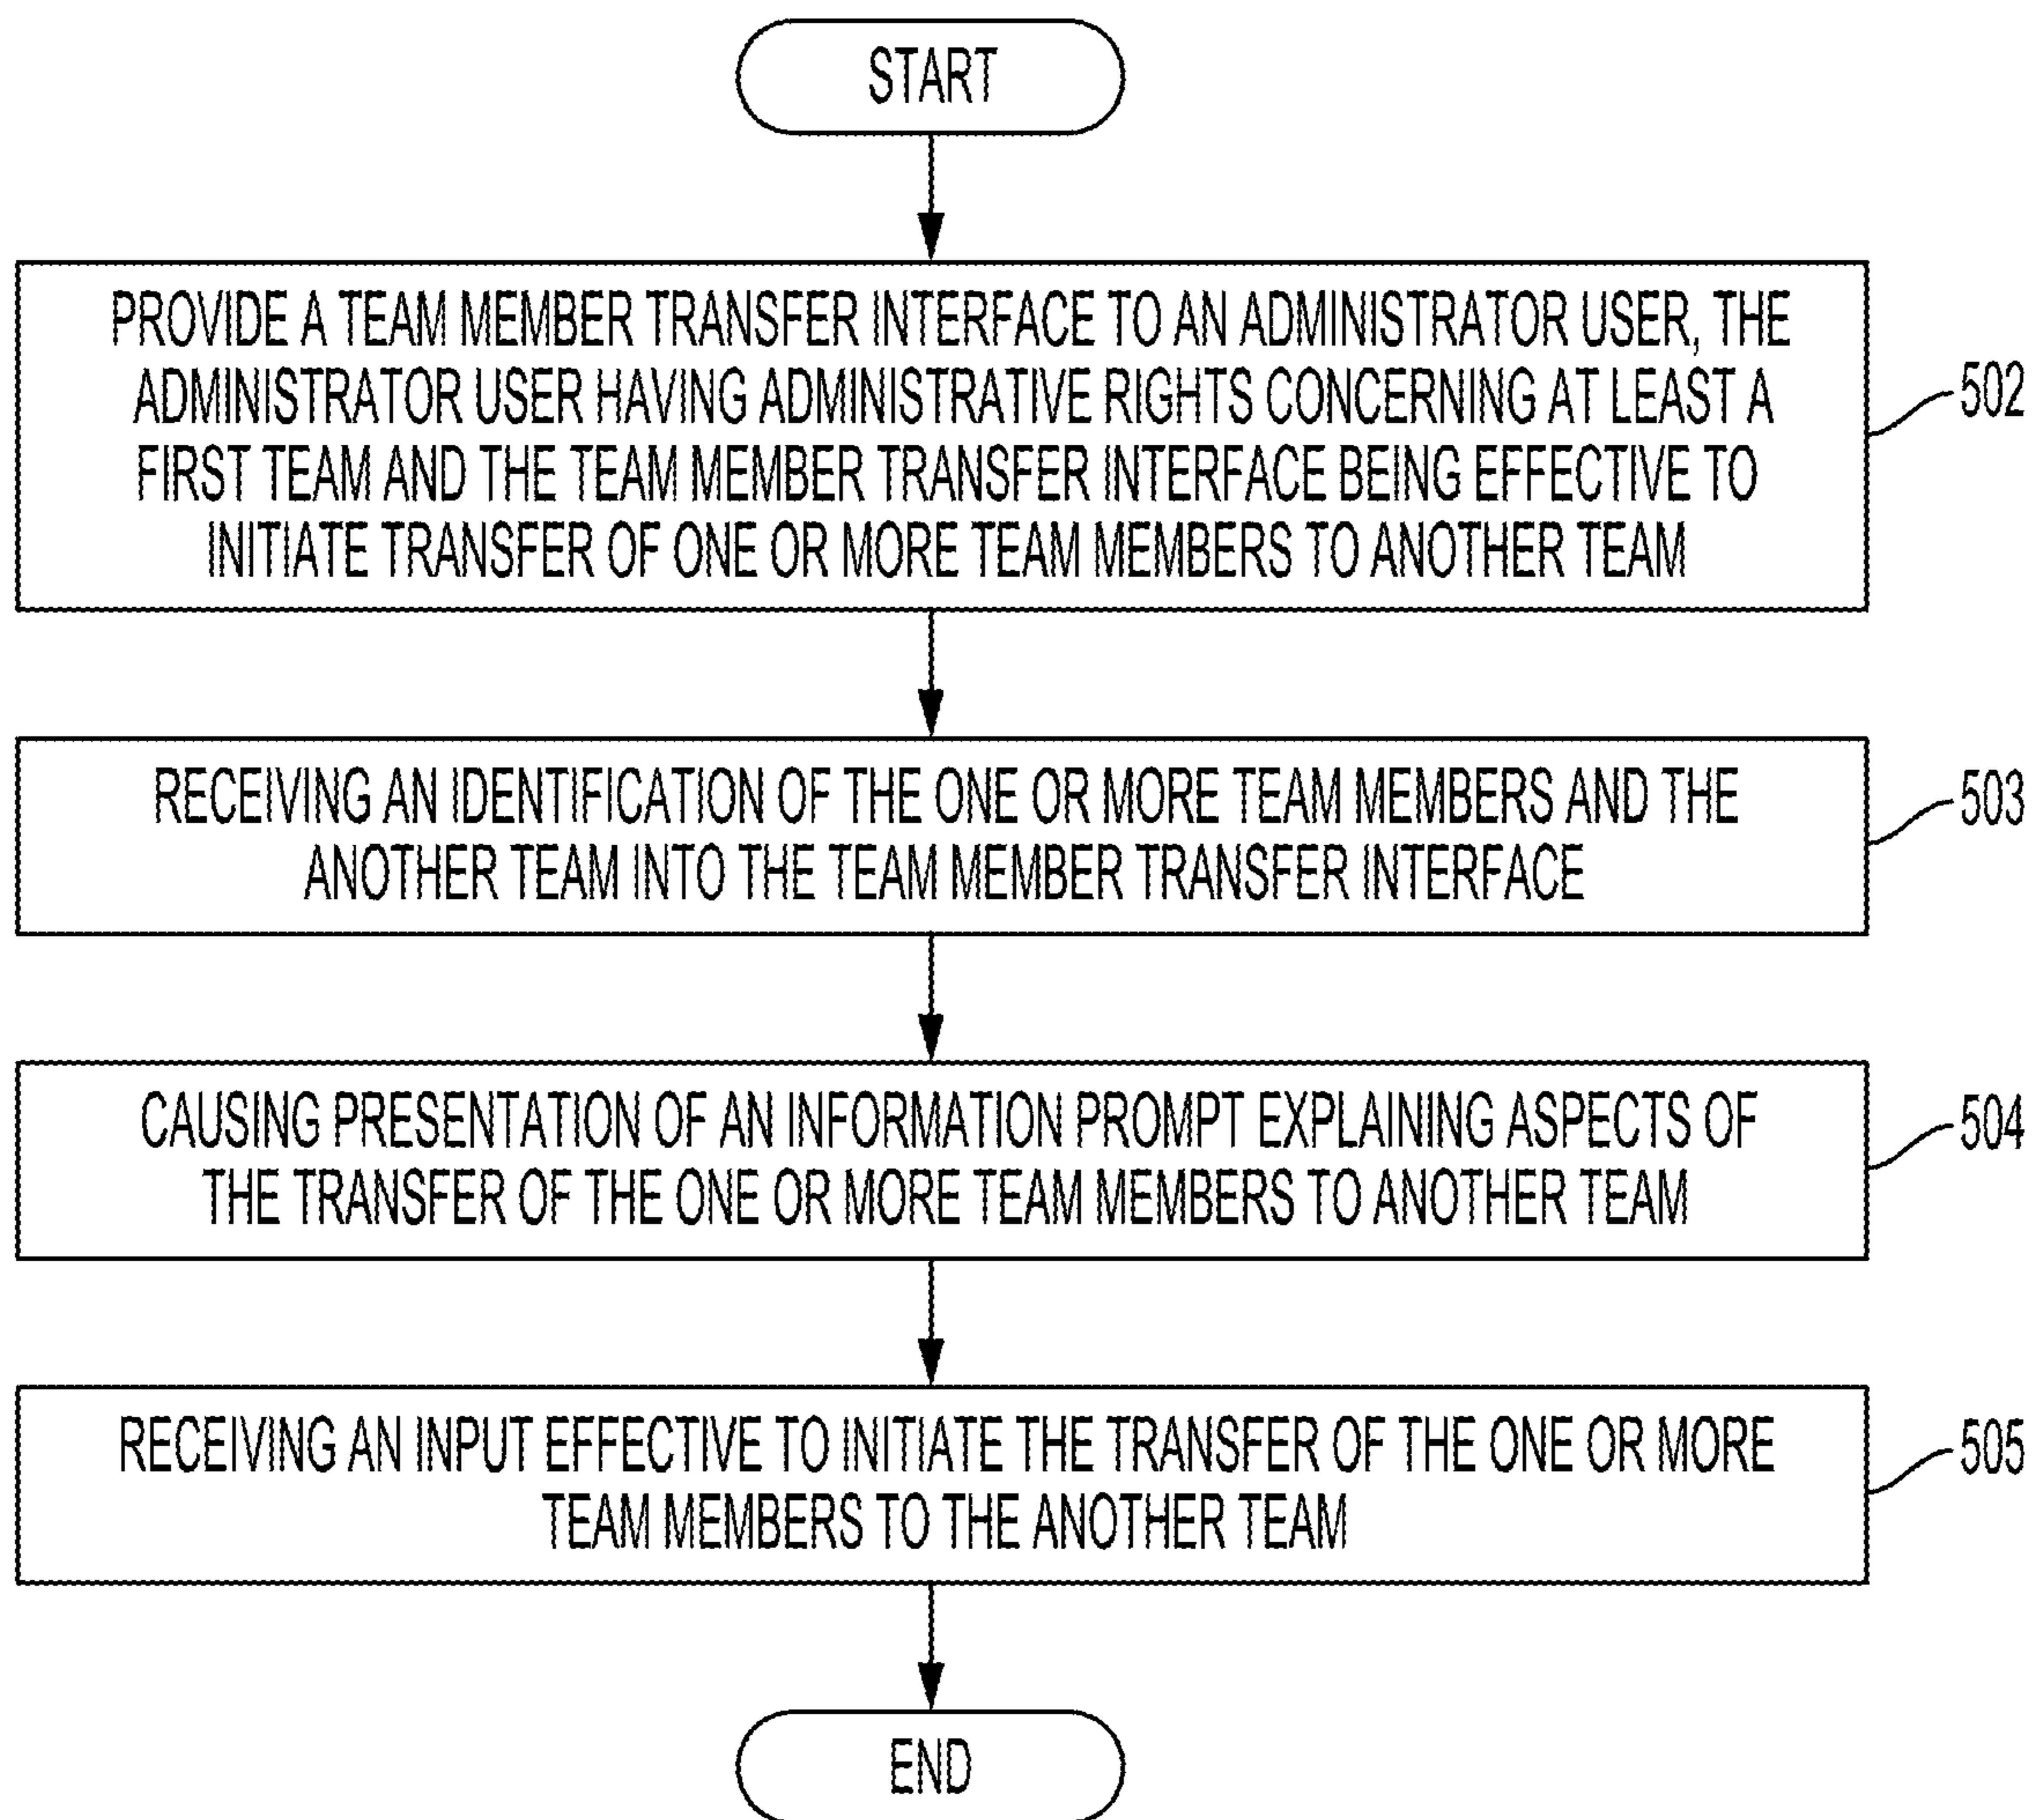 START
PROVIDE A TEAM MEMBER TRANSFER INTERFACE TO AN ADMINISTRATOR USER, THE
ADMINISTRATOR USER HAVING ADMINISTRATIVE RIGHTS CONCERNING AT LEAST A
FIRST TEAM AND THE TEAM MEMBER TRANSFER INTERFACE BEING EFFECTIVE TO
INITIATE TRANSFER OF ONE OR MORE TEAM MEMBERS TO ANOTHER TEAM
502
RECEIVING AN IDENTIFICATION OF THE ONE OR MORE TEAM MEMBERS AND THE
ANOTHER TEAM INTO THE TEAM MEMBER TRANSFER INTERFACE
503
CAUSING PRESENTATION OF AN INFORMATION PROMPT EXPLAINING ASPECTS OF
THE TRANSFER OF THE ONE OR MORE TEAM MEMBERS TO ANOTHER TEAM
504
RECEIVING AN INPUT EFFECTIVE TO INITIATE THE TRANSFER OF THE ONE OR MORE
TEAM MEMBERS TO THE ANOTHER TEAM
505
END